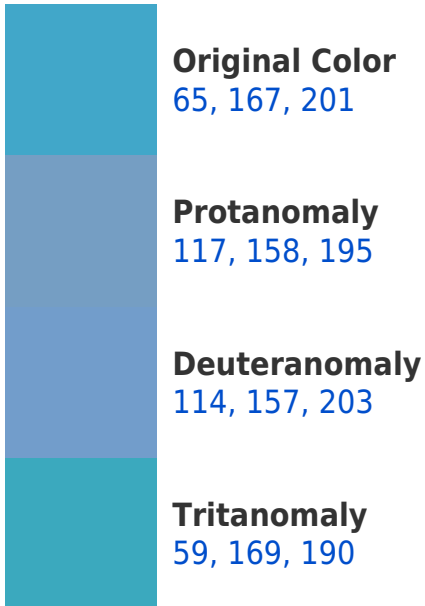 Original Color
65, 167, 201
Protanomaly
117, 158, 195
Deuteranomaly
114, 157, 203
Tritanomaly
59, 169, 190